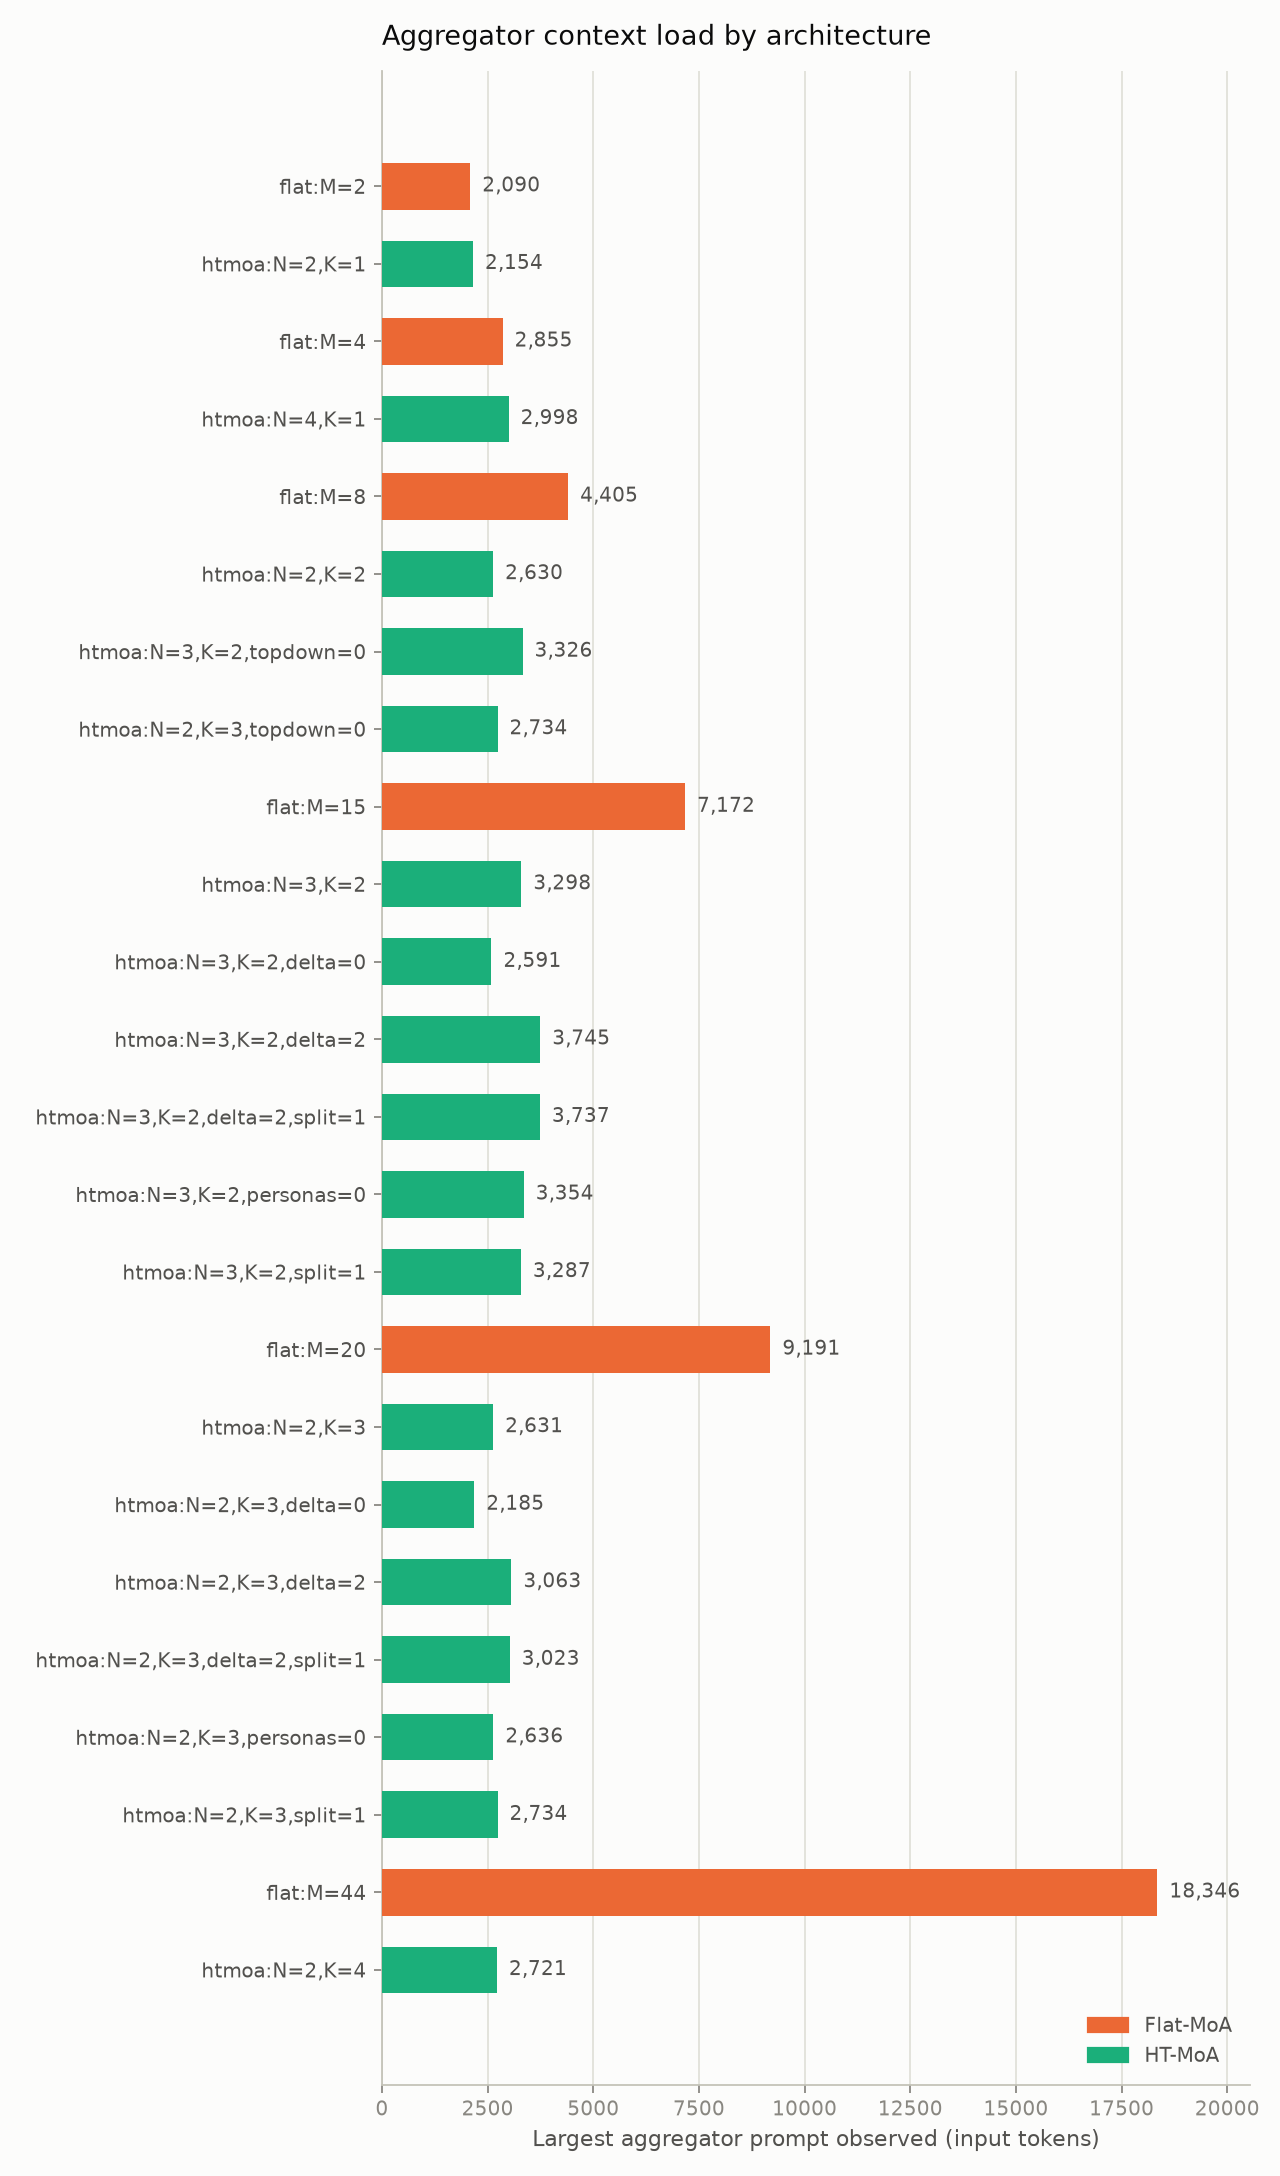 Aggregator context load by architecture
flat:M=2 2,090
htmoa:N=2,K=1 2,154
flat:M=4 2,855
htmoa:N=4,K=1 2,998
flat:M=8 4,405
htmoa:N=2,K=2 2,630
htmoa:N=3,K=2,topdown=0 3,326
htmoa:N=2,K=3,topdown=0 2,734
flat:M=15 7,172
htmoa:N=3,K=2 3,298
htmoa:N=3,K=2,delta=0 2,591
htmoa:N=3,K=2,delta=2 3,745
htmoa:N=3,K=2,delta=2,split=1 3,737
htmoa:N=3,K=2,personas=0 3,354
htmoa:N=3,K=2,split=1 3,287
flat:M=20 9,191
htmoa:N=2,K=3 2,631
htmoa:N=2,K=3,delta=0 2,185
htmoa:N=2,K=3,delta=2 3,063
htmoa:N=2,K=3,delta=2,split=1 3,023
htmoa:N=2,K=3,personas=0 2,636
htmoa:N=2,K=3,split=1 2,734
flat:M=44 18,346
htmoa:N=2,K=4 2,721
Flat-MoA
HT-MoA
0 2500 5000 7500 10000 12500 15000 17500 20000
Largest aggregator prompt observed (input tokens)